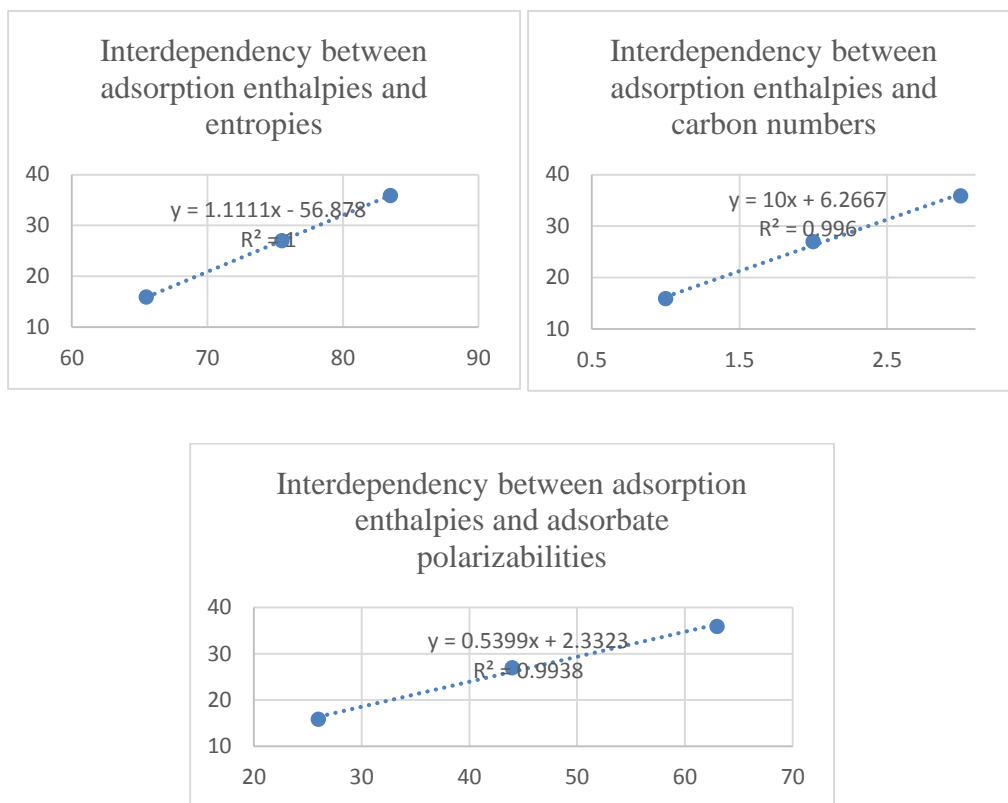 Interdependency between
adsorption enthalpies and
entropies
40
30
20
10
y = 1.1111x - 56.878
R² = 1
60 70 80 90
Interdependency between
adsorption enthalpies and
carbon numbers
40
30
20
10
y = 10x + 6.2667
R² = 0.996
0.5 1.5 2.5
Interdependency between adsorption
enthalpies and adsorbate
polarizabilities
40
30
20
10
y = 0.5399x + 2.3323
R² = 0.9938
20 30 40 50 60 70